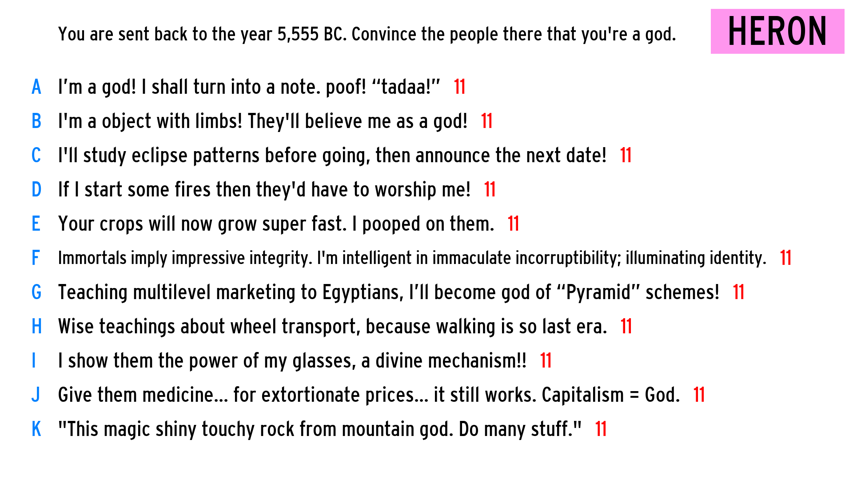 You are sent back to the year 5,555 BC. Convince the people there that you're a god.
HERON
A I’m a god! I shall turn into a note. poof! “tadaa!” 11
B I'm a object with limbs! They'll believe me as a god! 11
C I'll study eclipse patterns before going, then announce the next date! 11
D If I start some fires then they'd have to worship me! 11
E Your crops will now grow super fast. I pooped on them. 11
F Immortals imply impressive integrity. I'm intelligent in immaculate incorruptibility; illuminating identity. 11
G Teaching multilevel marketing to Egyptians, I’ll become god of “Pyramid” schemes! 11
H Wise teachings about wheel transport, because walking is so last era. 11
I I show them the power of my glasses, a divine mechanism!! 11
J Give them medicine... for extortionate prices... it still works. Capitalism = God. 11
K "This magic shiny touchy rock from mountain god. Do many stuff." 11